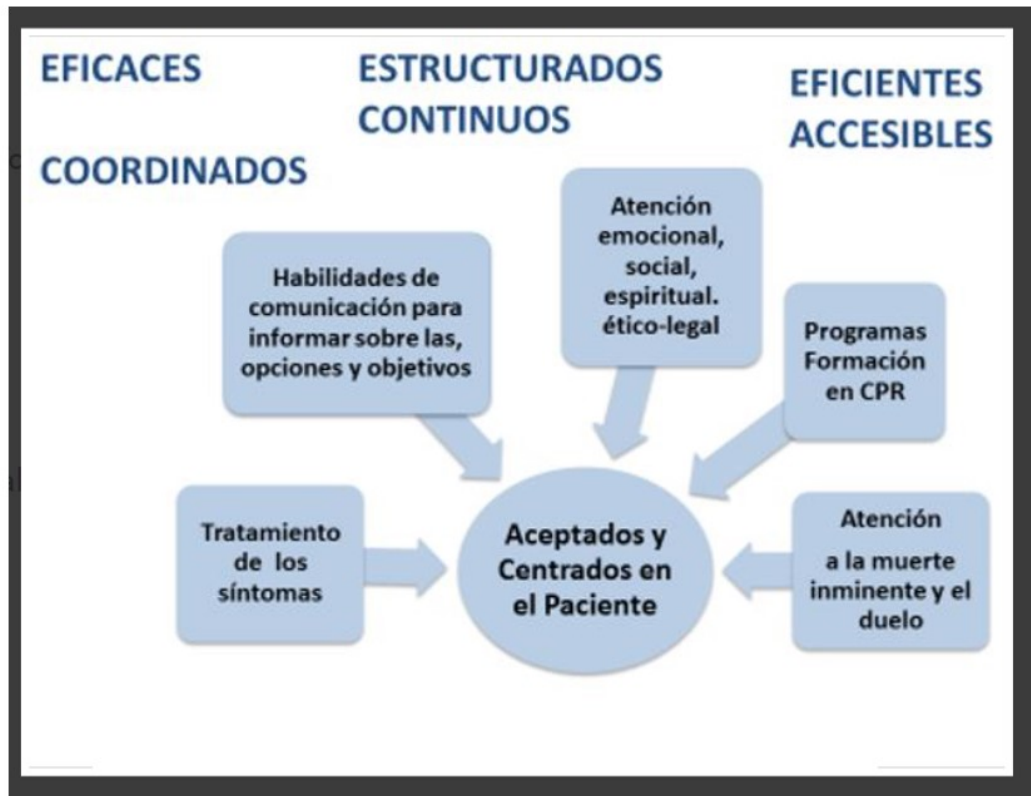 EFICACES
ESTRUCTURADOS
CONTINUOS
EFICIENTES
ACCESIBLES
COORDINADOS
Habilidades de
comunicación para
informar sobre las,
opciones y objetivos
Atención
emocional,
social,
espiritual.
ético-legal
Programas
Formación
en CPR
Tratamiento
de los
síntomas
Aceptados y
Centrados en
el Paciente
Atención
a la muerte
inminente y el
duelo